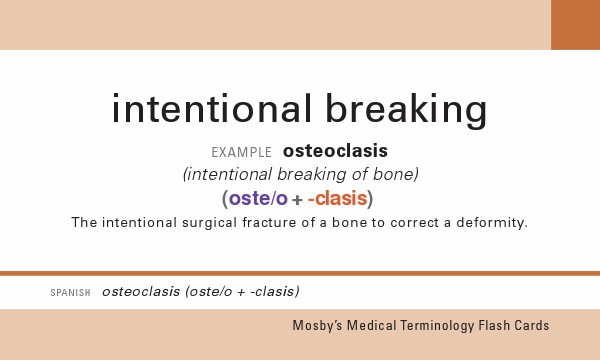 intentional breaking
EXAMPLE osteoclasis
(intentional breaking of bone)
(oste/o + -clasis)
The intentional surgical fracture of a bone to correct a deformity.
SPANISH osteoclasis (oste/o + -clasis)
Mosby's Medical Terminology Flash Cards